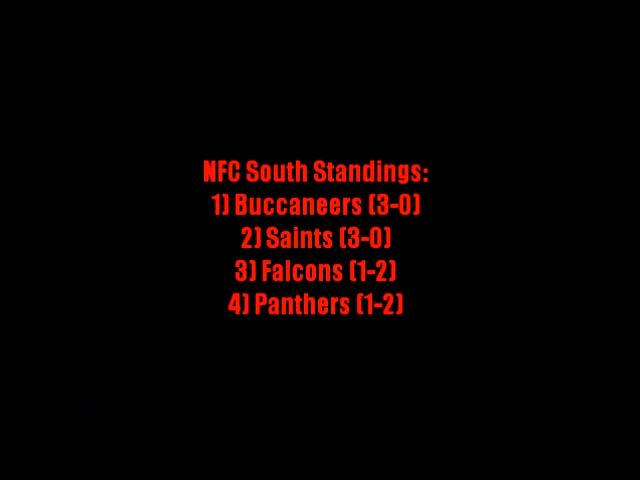 NFC South Standings:
1) Buccaneers (3-0)
2) Saints (3-0)
3) Falcons (1-2)
4) Panthers (1-2)